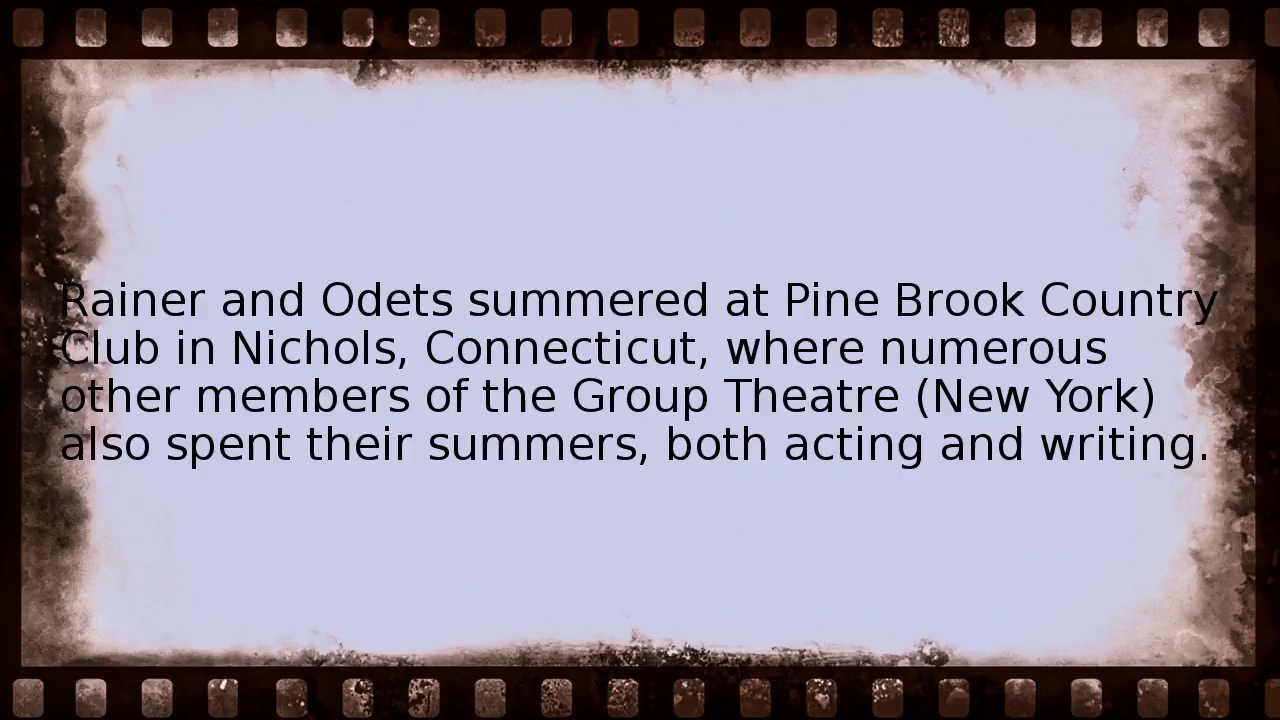 Rainer and Odets summered at Pine Brook Country
Club in Nichols, Connecticut, where numerous
other members of the Group Theatre (New York)
also spent their summers, both acting and writing.